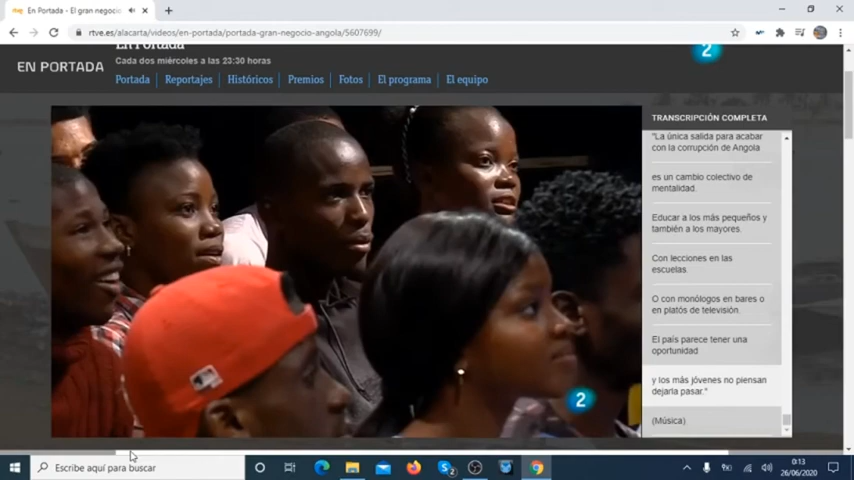 En Portada - El gran negocio
rtve.es/alacarta/videos/en-portada/portada-gran-negocio-angola/5607699/
En Portada
Cada dos miércoles a las 23:30 horas
2
EN PORTADA
Portada
Reportajes
Históricos
Premios
Fotos
El programa
El equipo
TRANSCRIPCIÓN COMPLETA
"La única salida para acabar
con la corrupción de Angola
es un cambio colectivo de
mentalidad.
Educar a los más pequeños y
también a los mayores.
Con lecciones en las
escuelas.
O con monólogos en bares o
en platós de televisión.
El país parece tener una
oportunidad
y los más jóvenes no piensan
dejarla pasar."
(Música)
2
Escribe aquí para buscar
0:13
26/06/2020